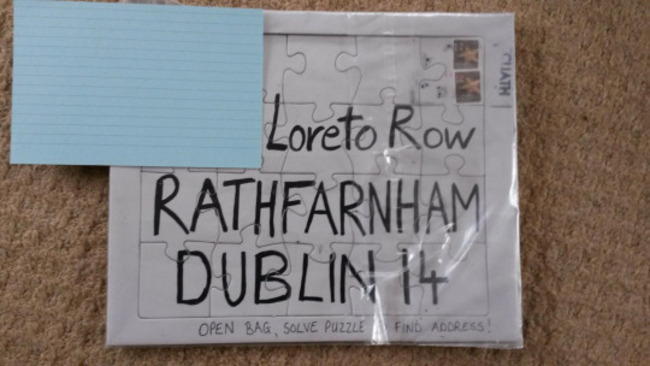 Loreto Row
RATHFARNHAM
DUBLIN 14
OPEN BAG, SOLVE PUZZLE FIND ADDRESS!